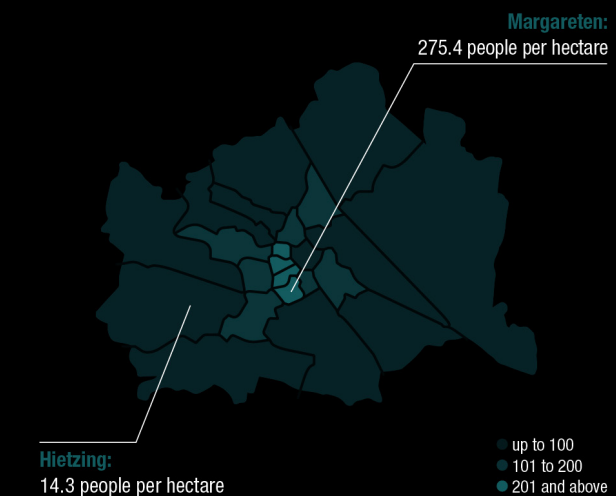 Margareten:
275.4 people per hectare
Hietzing:
14.3 people per hectare
up to 100
101 to 200
201 and above